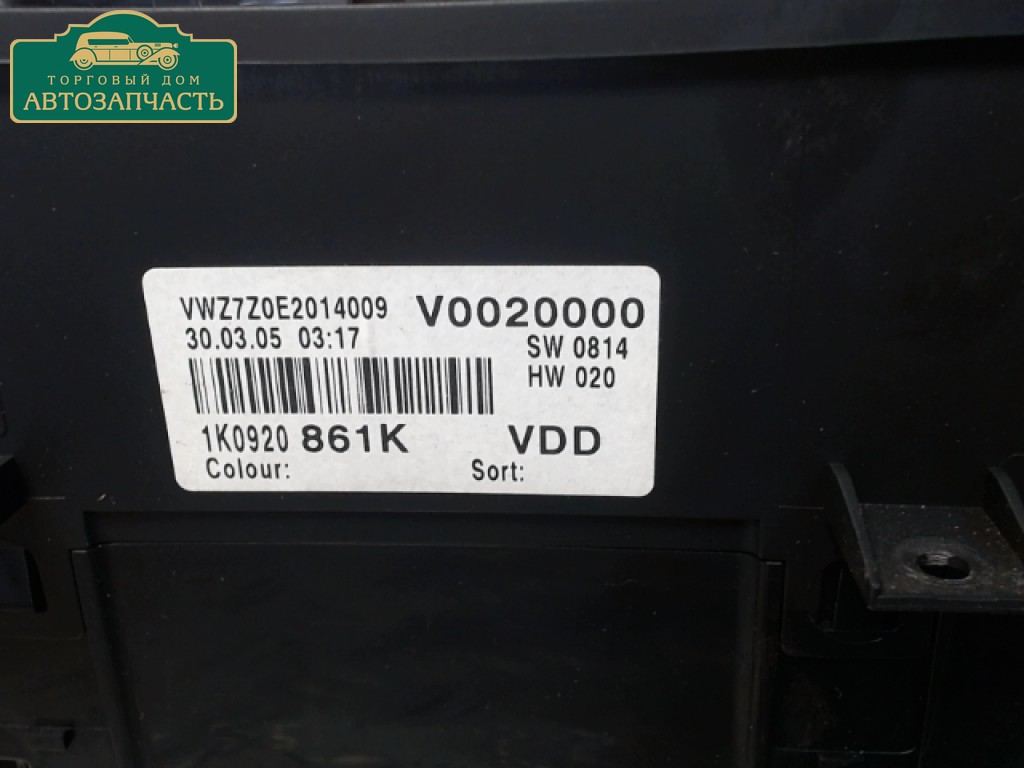 ТОРГОВЫЙ ДОМ
АВТОЗАПЧАСТЬ
VWZ7Z0E2014009 V0020000
30.03.05 03:17 SW 0814
HW 020
1K0920 861K VDD
Colour: Sort: